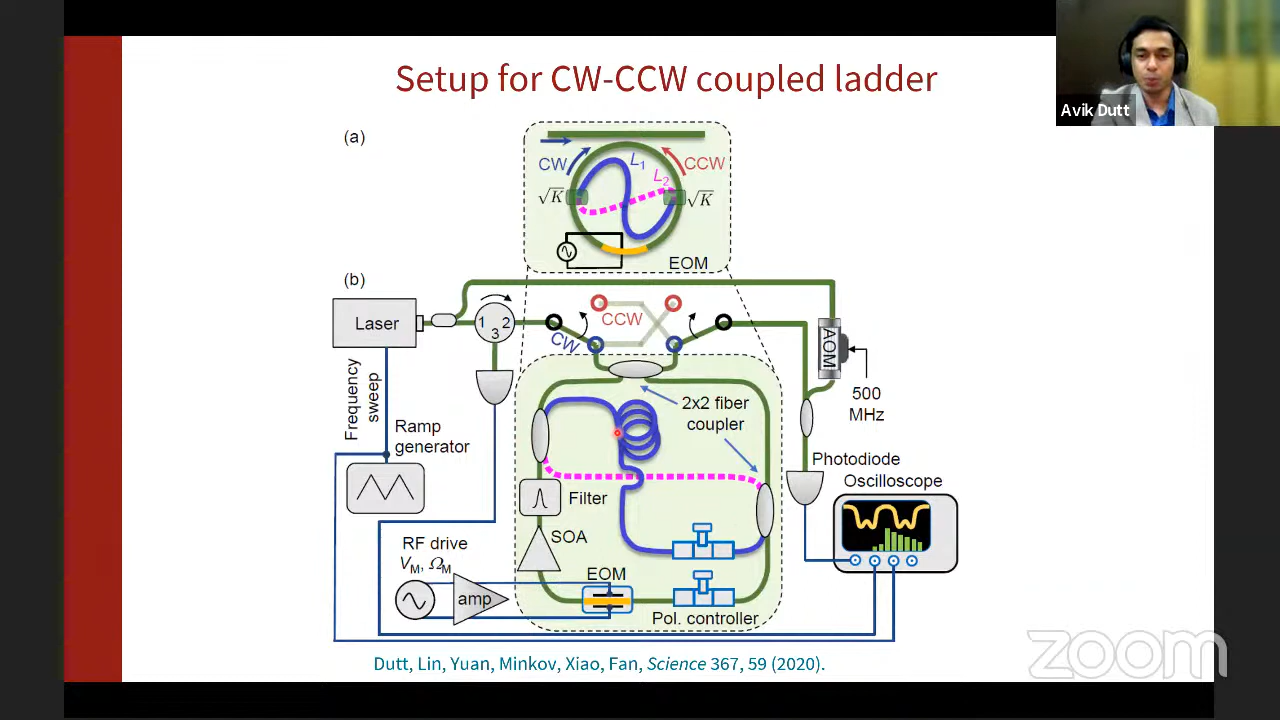 Setup for CW-CCW coupled ladder
Avik Dutt
(a)
CW
L1
L2
CCW
√K
√K
EOM
(b)
Laser
1 2
3
CCW
CW
AOM
500
MHz
Frequency
sweep
Ramp
generator
2x2 fiber
coupler
Photodiode
Oscilloscope
Filter
SOA
RF drive
VM, ΩM
amp
EOM
Pol. controller
Dutt, Lin, Yuan, Minkov, Xiao, Fan, Science 367, 59 (2020).
zoom